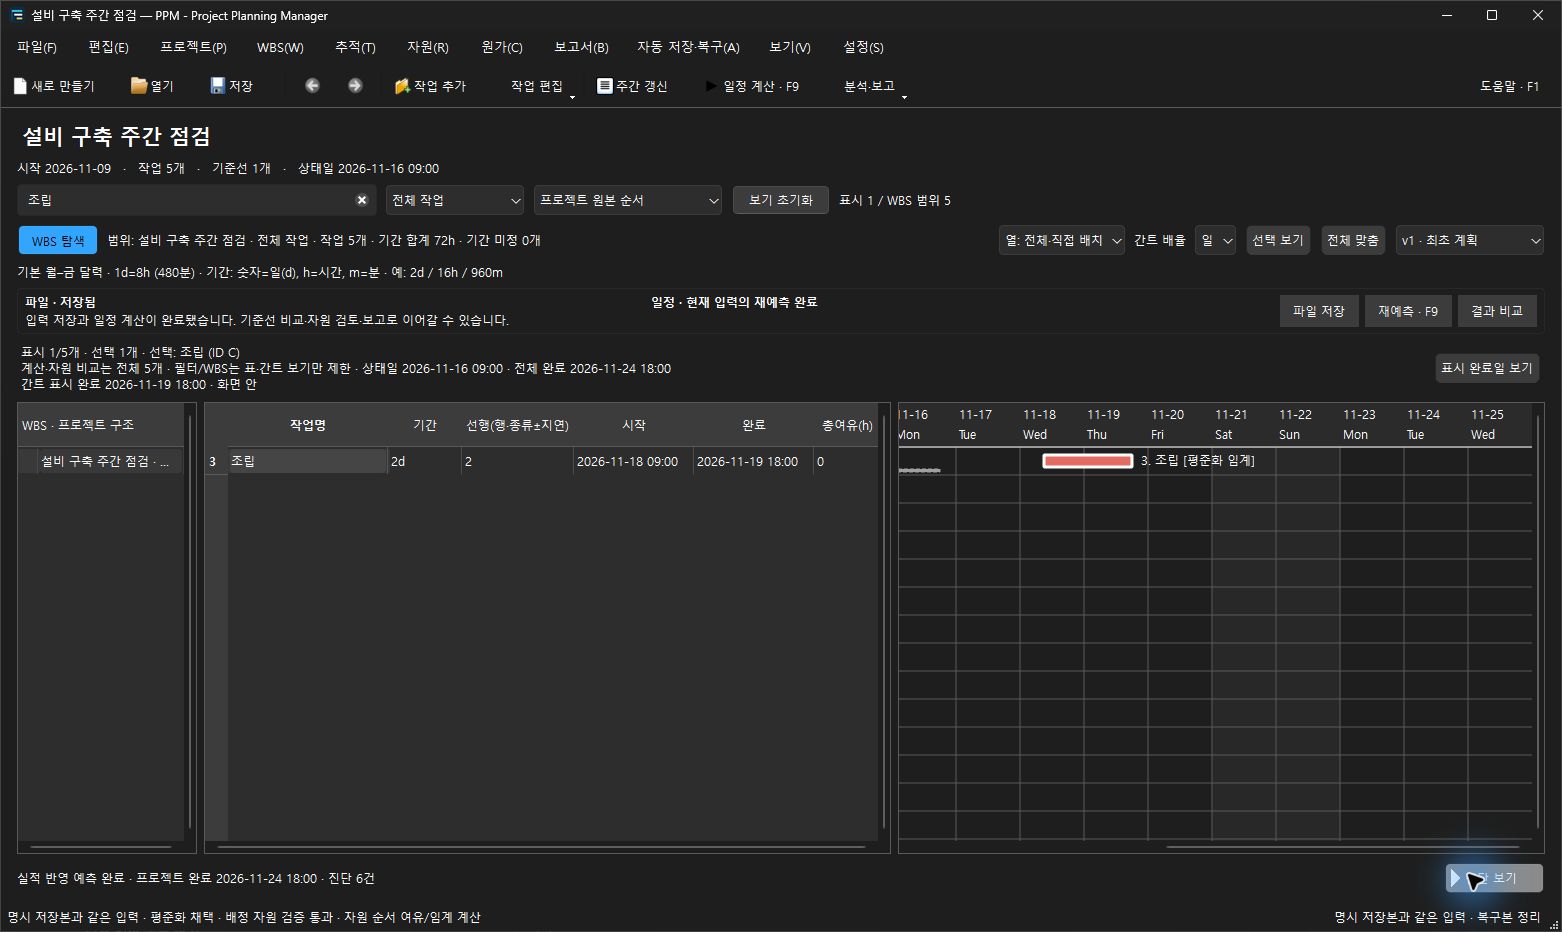 설비 구축 주간 점검 — PPM - Project Planning Manager
파일(F) 편집(E) 프로젝트(P) WBS(W) 추적(T) 자원(R) 원가(C) 보고서(B) 자동 저장·복구(A) 보기(V) 설정(S)
새로 만들기 열기 저장 작업 추가 작업 편집 주간 갱신 일정 계산 · F9 분석·보고 도움말 · F1
설비 구축 주간 점검
시작 2026-11-09 · 작업 5개 · 기준선 1개 · 상태일 2026-11-16 09:00
조립 전체 작업 프로젝트 원본 순서 보기 초기화 표시 1 / WBS 범위 5
WBS 탐색 범위: 설비 구축 주간 점검 · 전체 작업 · 작업 5개 · 기간 합계 72h · 기간 미정 0개 열: 전체·직접 배치 간트 배율 일 선택 보기 전체 맞춤 v1 · 최초 계획
기본 월–금 달력 · 1d=8h (480분) · 기간: 숫자=일(d), h=시간, m=분 · 예: 2d / 16h / 960m
파일 · 저장됨 일정 · 현재 입력의 재예측 완료
입력 저장과 일정 계산이 완료됐습니다. 기준선 비교·자원 검토·보고로 이어갈 수 있습니다. 파일 저장 재예측 · F9 결과 비교
표시 1/5개 · 선택 1개 · 선택: 조립 (ID C)
계산·자원 비교는 전체 5개 · 필터/WBS는 표·간트 보기만 제한 · 상태일 2026-11-16 09:00 · 전체 완료 2026-11-24 18:00 표시 완료일 보기
간트 표시 완료 2026-11-19 18:00 · 화면 안
WBS · 프로젝트 구조 작업명 기간 선행(행·종류±지연) 시작 완료 총여유(h)
11-16 11-17 11-18 11-19 11-20 11-21 11-22 11-23 11-24 11-25
Mon Tue Wed Thu Fri Sat Sun Mon Tue Wed
설비 구축 주간 점검 · ... 3 조립 2d 2 2026-11-18 09:00 2026-11-19 18:00 0 3. 조립 [평준화 임계]
실적 반영 예측 완료 · 프로젝트 완료 2026-11-24 18:00 · 진단 6건 보기
명시 저장본과 같은 입력 · 평준화 채택 · 배정 자원 검증 통과 · 자원 순서 여유/임계 계산 명시 저장본과 같은 입력 · 복구본 정리